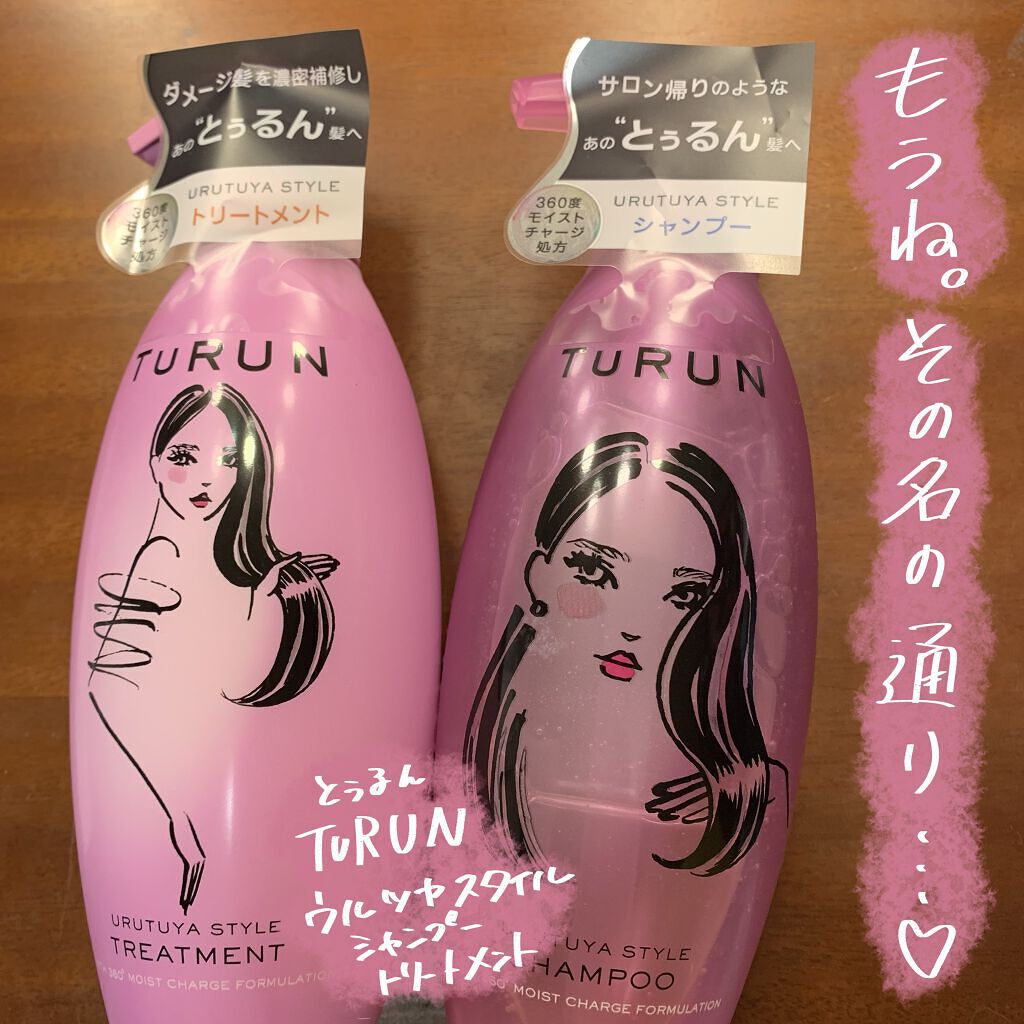 ダメージ髪を濃密補修し
あの"とぅるん"髪へ
URUTUYA STYLE
トリートメント
360度
モイスト
チャージ
処方
TURUN
URUTUYA STYLE
TREATMENT
360° MOIST CHARGE FORMULATION
サロン帰りのような
あの"とぅるん"髪へ
URUTUYA STYLE
シャンプー
360度
モイスト
チャージ
処方
TURUN
STYLE
MOIST CHARGE FORMULATION
もうね。その名の通り…♡
とぅるん
TURUN
ウルツヤスタイル
シャンプー
トリートメント